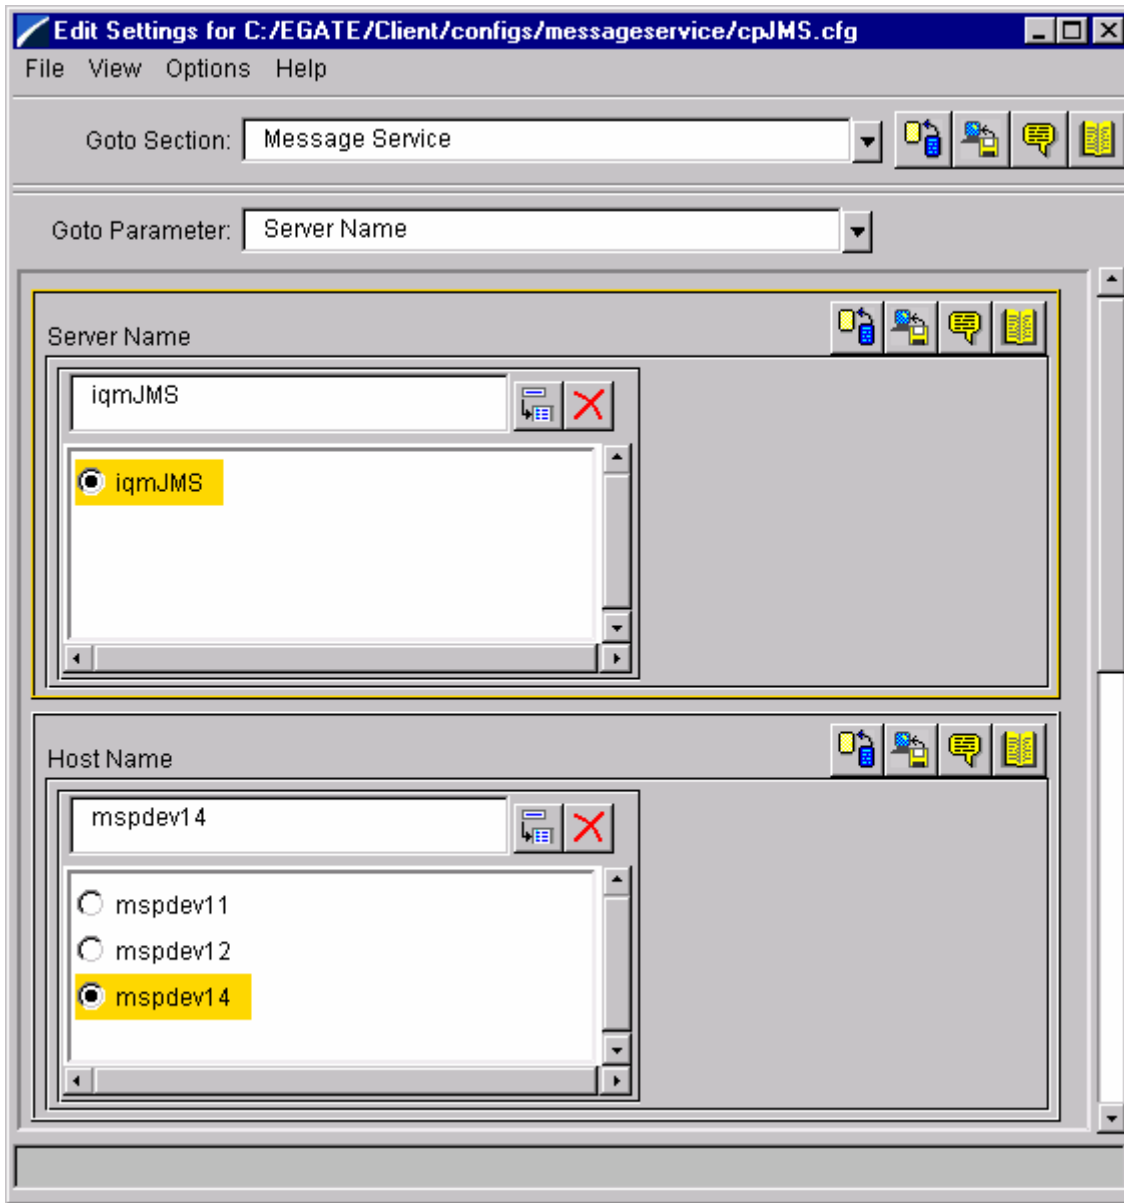 Edit Settings for C:/EGATE/Client/configs/messageservice/cpJMS.cfg
File View Options Help
Goto Section: Message Service
Goto Parameter: Server Name
Server Name
iqmJMS
iqmJMS
Host Name
mspdev14
mspdev11
mspdev12
mspdev14